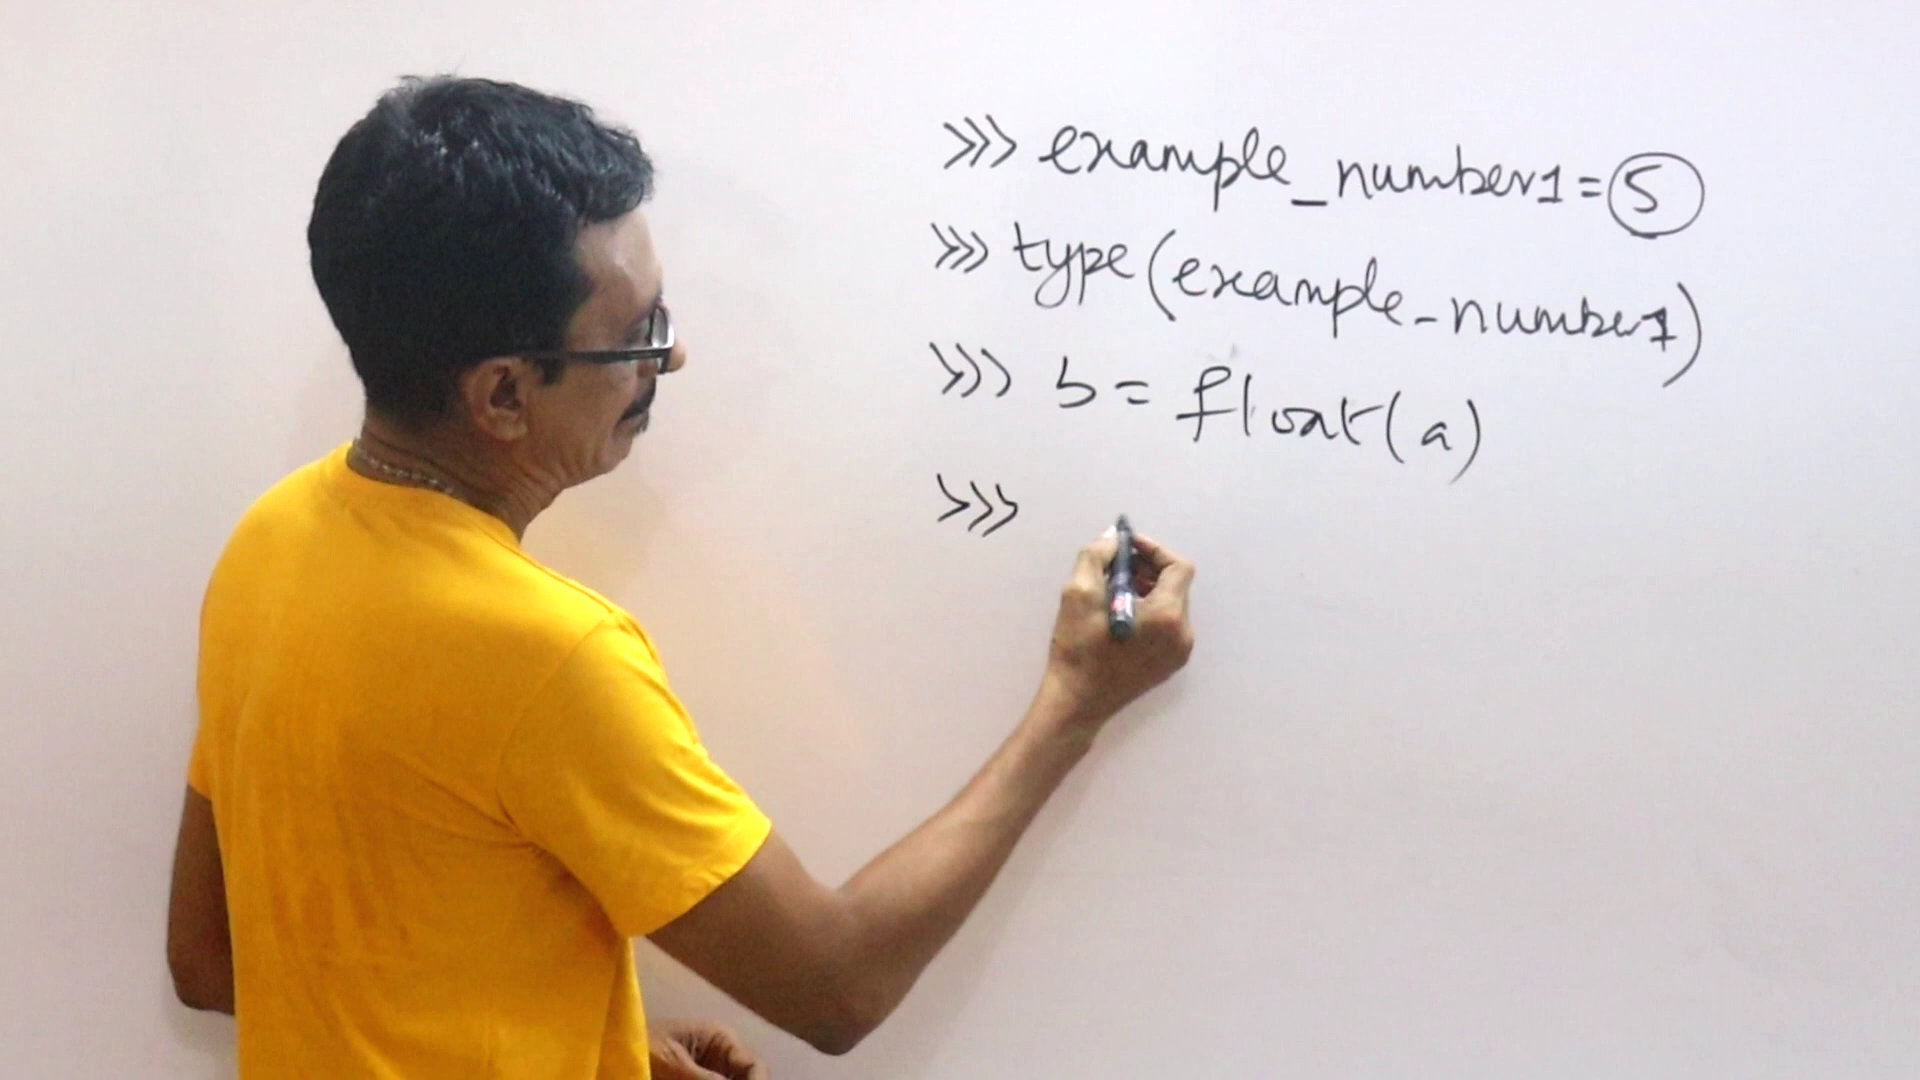 >>> example_number1=5
>>> type(example-number1)
>>> b = float(a)
>>>